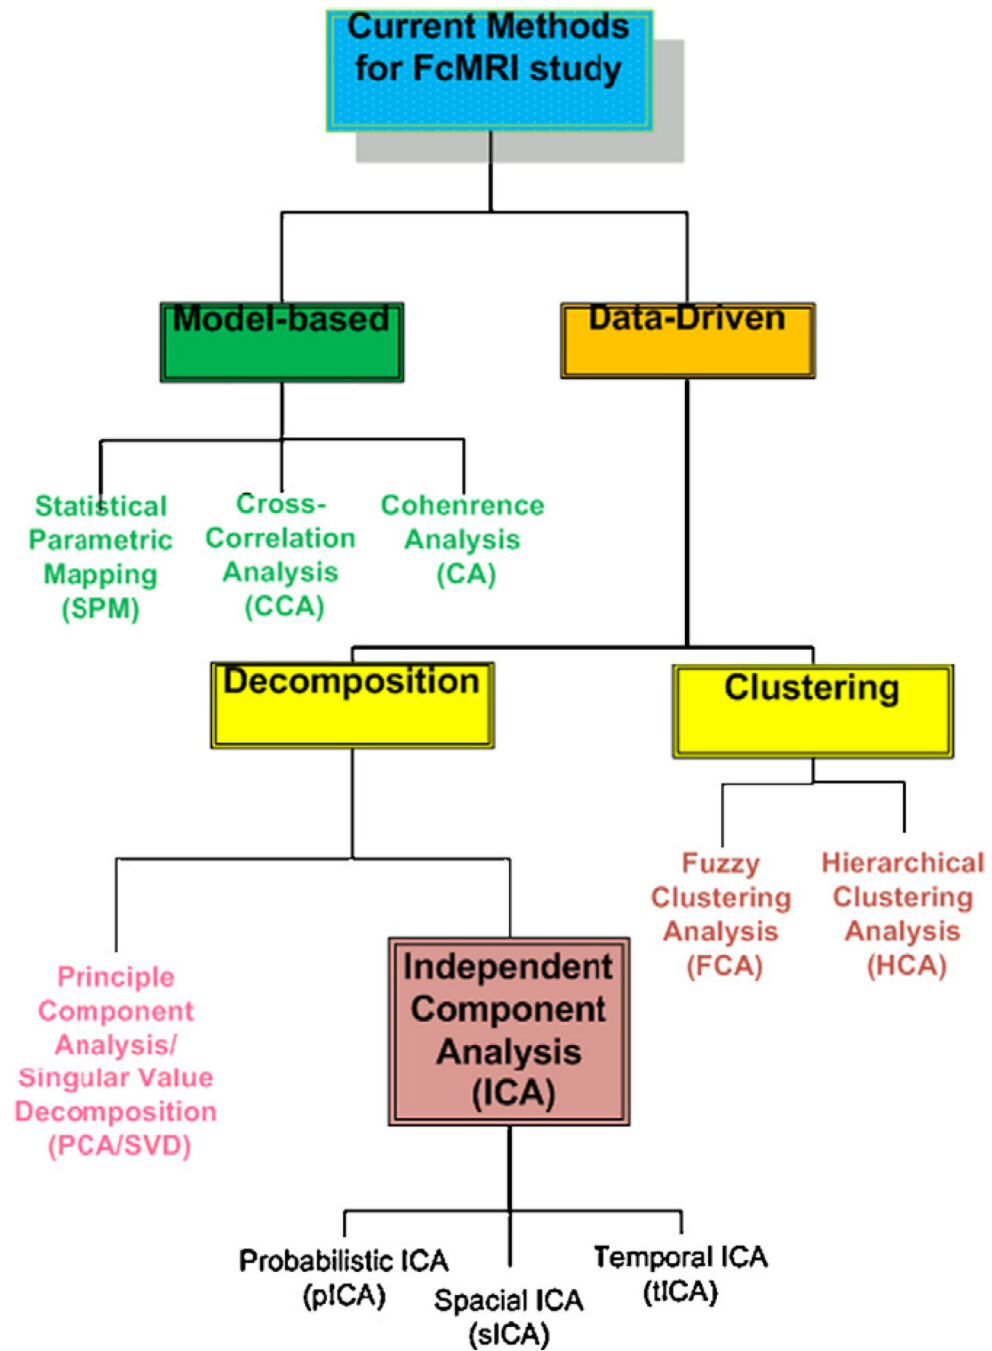 Current Methods
for FcMRI study
Model-based
Data-Driven
Statistical
Parametric
Mapping
(SPM)
Cross-
Correlation
Analysis
(CCA)
Cohenrence
Analysis
(CA)
Decomposition
Clustering
Fuzzy
Clustering
Analysis
(FCA)
Hierarchical
Clustering
Analysis
(HCA)
Principle
Component
Analysis/
Singular Value
Decomposition
(PCA/SVD)
Independent
Component
Analysis
(ICA)
Probabilistic ICA
(pICA)
Spacial ICA
(sICA)
Temporal ICA
(tICA)